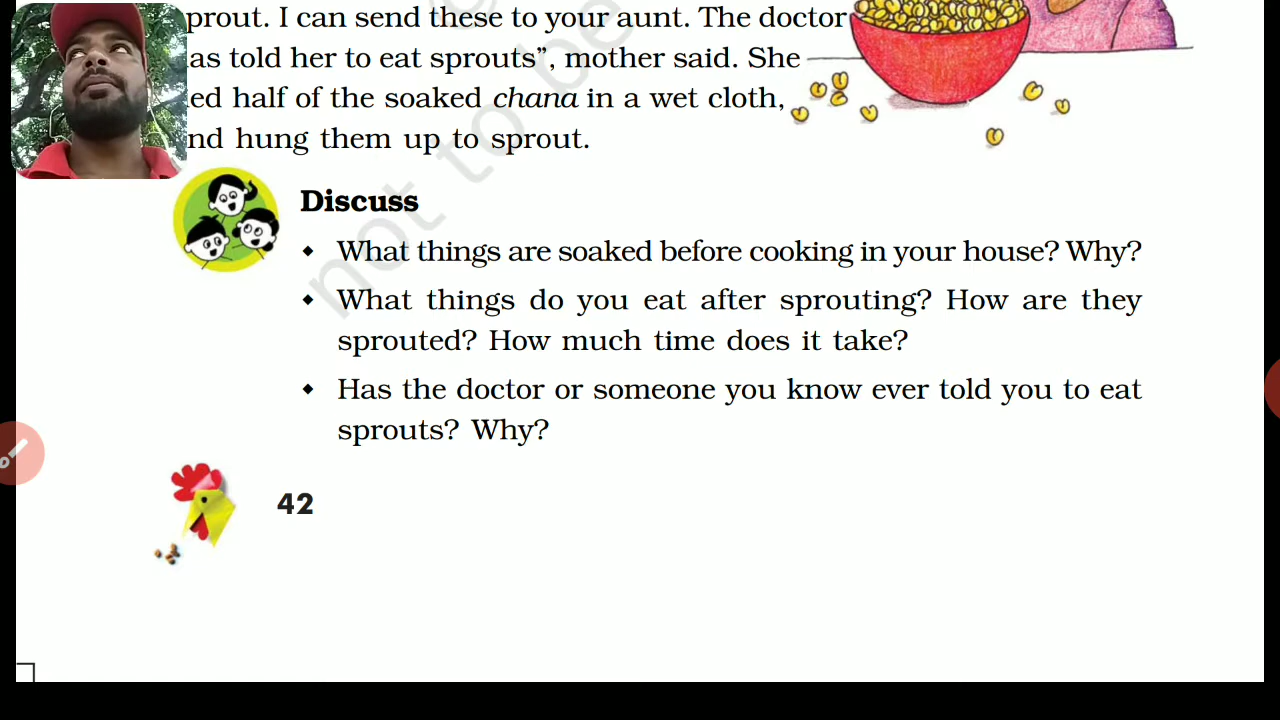 prout. I can send these to your aunt. The doctor
as told her to eat sprouts”, mother said. She
ed half of the soaked chana in a wet cloth,
nd hung them up to sprout.
not to be
Discuss
♦ What things are soaked before cooking in your house? Why?
♦ What things do you eat after sprouting? How are they
sprouted? How much time does it take?
♦ Has the doctor or someone you know ever told you to eat
sprouts? Why?
42